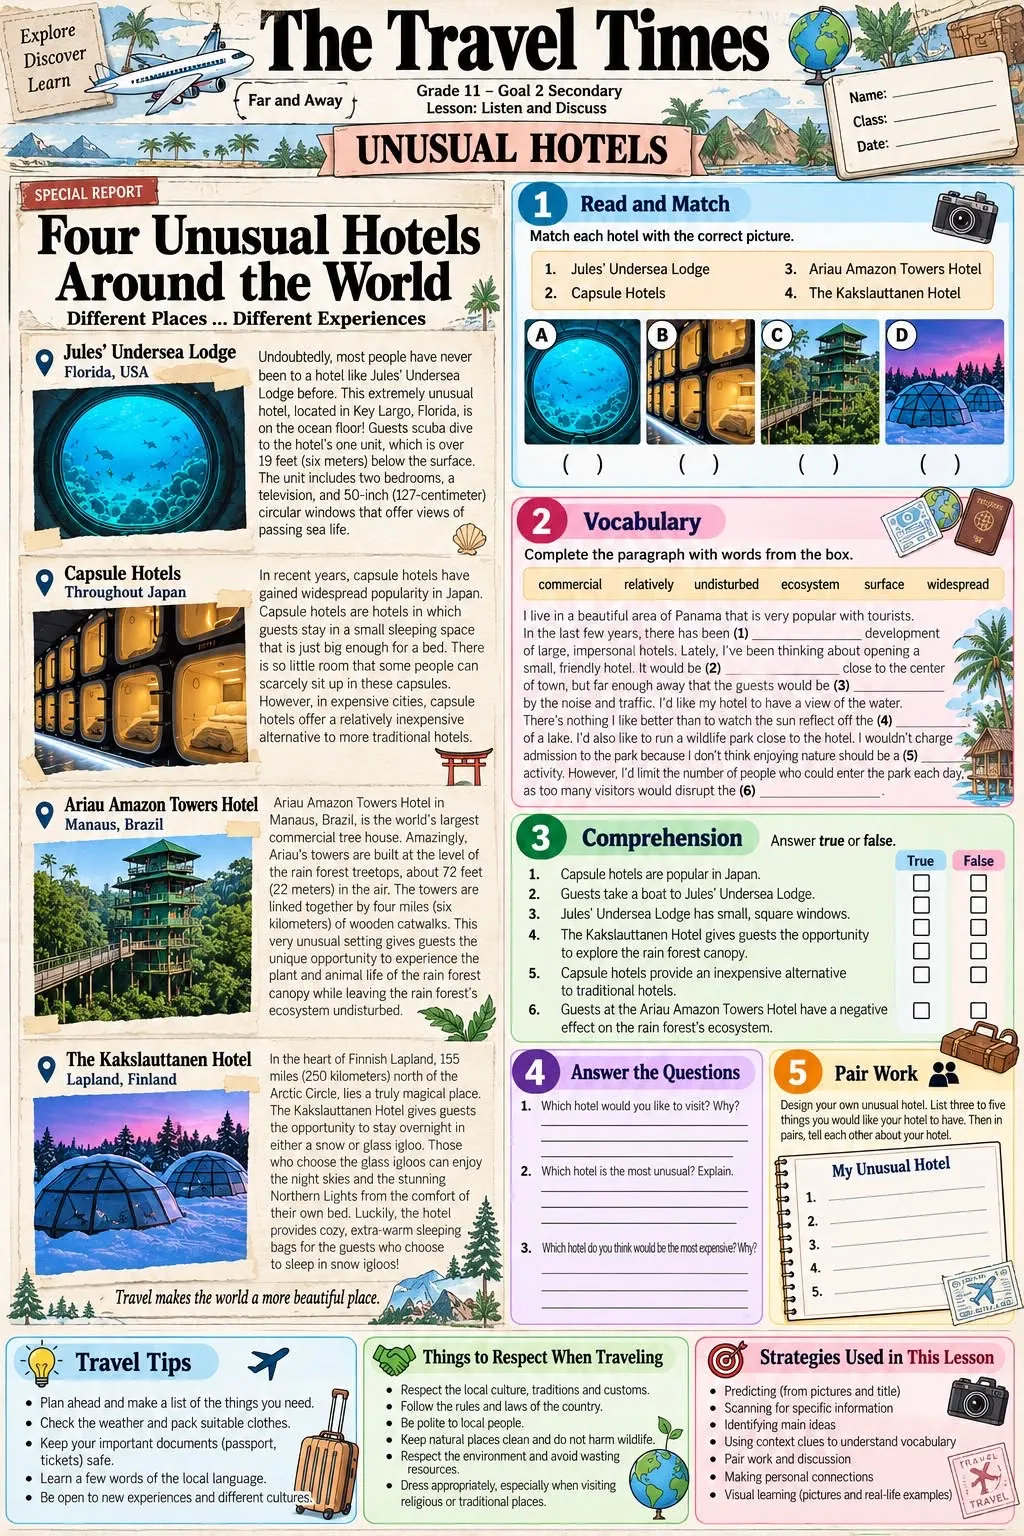 Explore
Discover
Learn
The Travel Times
Far and Away
Grade 11 – Goal 2 Secondary
Lesson: Listen and Discuss
Name:
Class:
Date:
UNUSUAL HOTELS
SPECIAL REPORT
Four Unusual Hotels
Around the World
Different Places ... Different Experiences
Jules' Undersea Lodge
Florida, USA
Undoubtedly, most people have never
been to a hotel like Jules' Undersea
Lodge before. This extremely unusual
hotel, located in Key Largo, Florida, is
on the ocean floor! Guests scuba dive
to the hotel's one unit, which is over
19 feet (six meters) below the surface.
The unit includes two bedrooms, a
television, and 50-inch (127-centimeter)
circular windows that offer views of
passing sea life.
Capsule Hotels
Throughout Japan
In recent years, capsule hotels have
gained widespread popularity in Japan.
Capsule hotels are hotels in which
guests stay in a small sleeping space
that is just big enough for a bed. There
is so little room that some people can
scarcely sit up in these capsules.
However, in expensive cities, capsule
hotels offer a relatively inexpensive
alternative to more traditional hotels.
Ariau Amazon Towers Hotel
Manaus, Brazil
Ariau Amazon Towers Hotel in
Manaus, Brazil, is the world's largest
commercial tree house. Amazingly,
Ariau's towers are built at the level of
the rain forest treetops, about 72 feet
(22 meters) in the air. The towers are
linked together by four miles (six
kilometers) of wooden catwalks. This
very unusual setting gives guests the
unique opportunity to experience the
plant and animal life of the rain forest
canopy while leaving the rain forest's
ecosystem undisturbed.
The Kakslauttanen Hotel
Lapland, Finland
In the heart of Finnish Lapland, 155
miles (250 kilometers) north of the
Arctic Circle, lies a truly magical place.
The Kakslauttanen Hotel gives guests
the opportunity to stay overnight in
either a snow or glass igloo. Those
who choose the glass igloos can enjoy
the night skies and the stunning
Northern Lights from the comfort of
their own bed. Luckily, the hotel
provides cozy, extra-warm sleeping
bags for the guests who choose
to sleep in snow igloos!
Travel makes the world a more beautiful place.
1 Read and Match
Match each hotel with the correct picture.
1. Jules' Undersea Lodge
2. Capsule Hotels
3. Ariau Amazon Towers Hotel
4. The Kakslauttanen Hotel
A B C D
( ) ( ) ( ) ( )
2 Vocabulary
Complete the paragraph with words from the box.
commercial relatively undisturbed ecosystem surface widespread
I live in a beautiful area of Panama that is very popular with tourists.
In the last few years, there has been (1) ________ development
of large, impersonal hotels. Lately, I've been thinking about opening a
small, friendly hotel. It would be (2) ________ close to the center
of town, but far enough away that the guests would be (3) ________
by the noise and traffic. I'd like my hotel to have a view of the water.
There's nothing I like better than to watch the sun reflect off the (4) ________
of a lake. I'd also like to run a wildlife park close to the hotel. I wouldn't charge
admission to the park because I don't think enjoying nature should be a (5) ________
activity. However, I'd limit the number of people who could enter the park each day,
as too many visitors would disrupt the (6) ________.
3 Comprehension
Answer true or false.
True False
1. Capsule hotels are popular in Japan.
2. Guests take a boat to Jules' Undersea Lodge.
3. Jules' Undersea Lodge has small, square windows.
4. The Kakslauttanen Hotel gives guests the opportunity
to explore the rain forest canopy.
5. Capsule hotels provide an inexpensive alternative
to traditional hotels.
6. Guests at the Ariau Amazon Towers Hotel have a negative
effect on the rain forest's ecosystem.
4 Answer the Questions
1. Which hotel would you like to visit? Why?
2. Which hotel is the most unusual? Explain.
3. Which hotel do you think would be the most expensive? Why?
5 Pair Work
Design your own unusual hotel. List three to five
things you would like your hotel to have. Then in
pairs, tell each other about your hotel.
My Unusual Hotel
1.
2.
3.
4.
5.
Travel Tips
• Plan ahead and make a list of the things you need.
• Check the weather and pack suitable clothes.
• Keep your important documents (passport,
tickets) safe.
• Learn a few words of the local language.
• Be open to new experiences and different cultures.
Things to Respect When Traveling
• Respect the local culture, traditions and customs.
• Follow the rules and laws of the country.
• Be polite to local people.
• Keep natural places clean and do not harm wildlife.
• Respect the environment and avoid wasting
resources.
• Dress appropriately, especially when visiting
religious or traditional places.
Strategies Used in This Lesson
• Predicting (from pictures and title)
• Scanning for specific information
• Identifying main ideas
• Using context clues to understand vocabulary
• Pair work and discussion
• Making personal connections
• Visual learning (pictures and real-life examples)
TRAVEL
TRAVEL